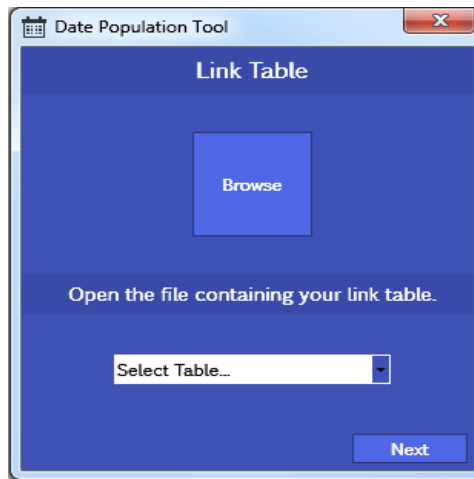 Date Population Tool
Link Table
Browse
Open the file containing your link table.
Select Table...
Next